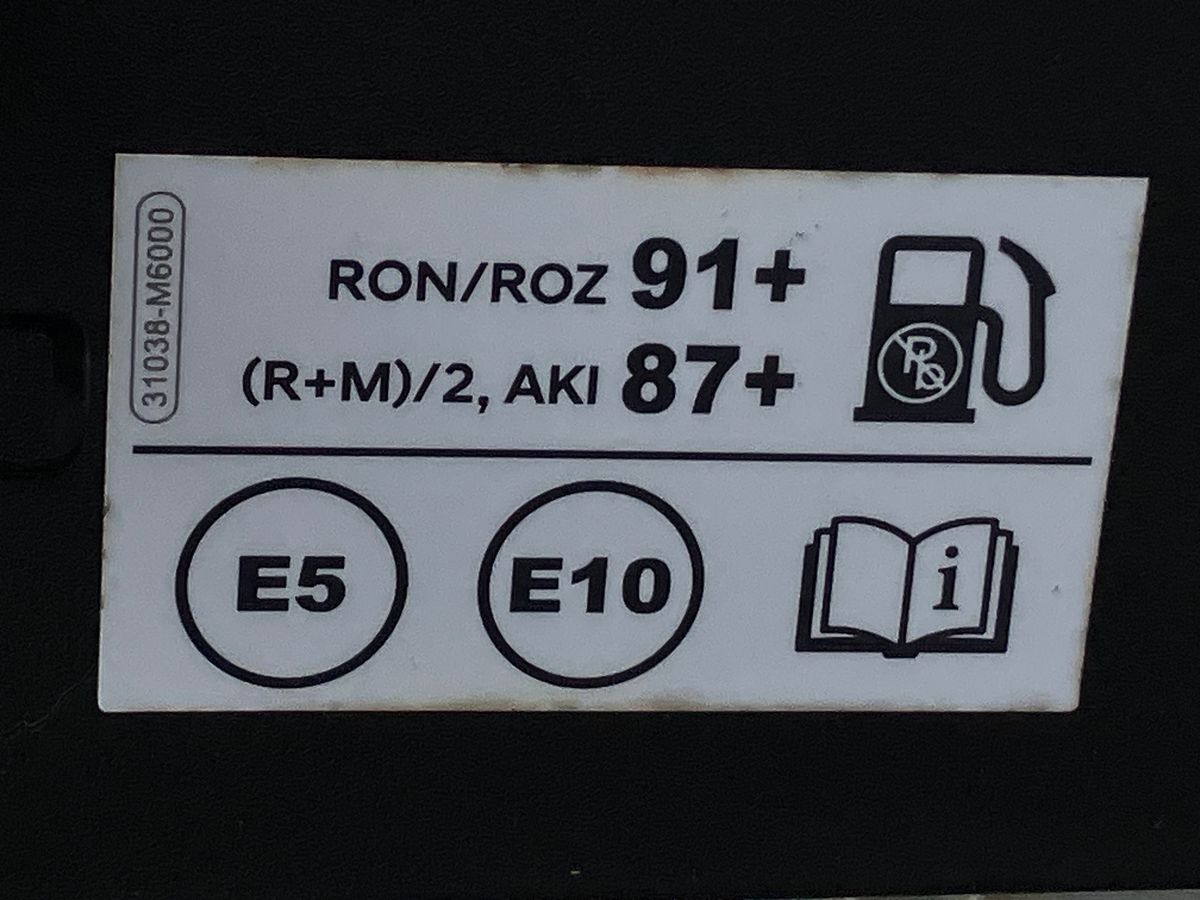 31038-M6000
RON/ROZ 91+
(R+M)/2, AKI 87+
Pb
E5
E10
i